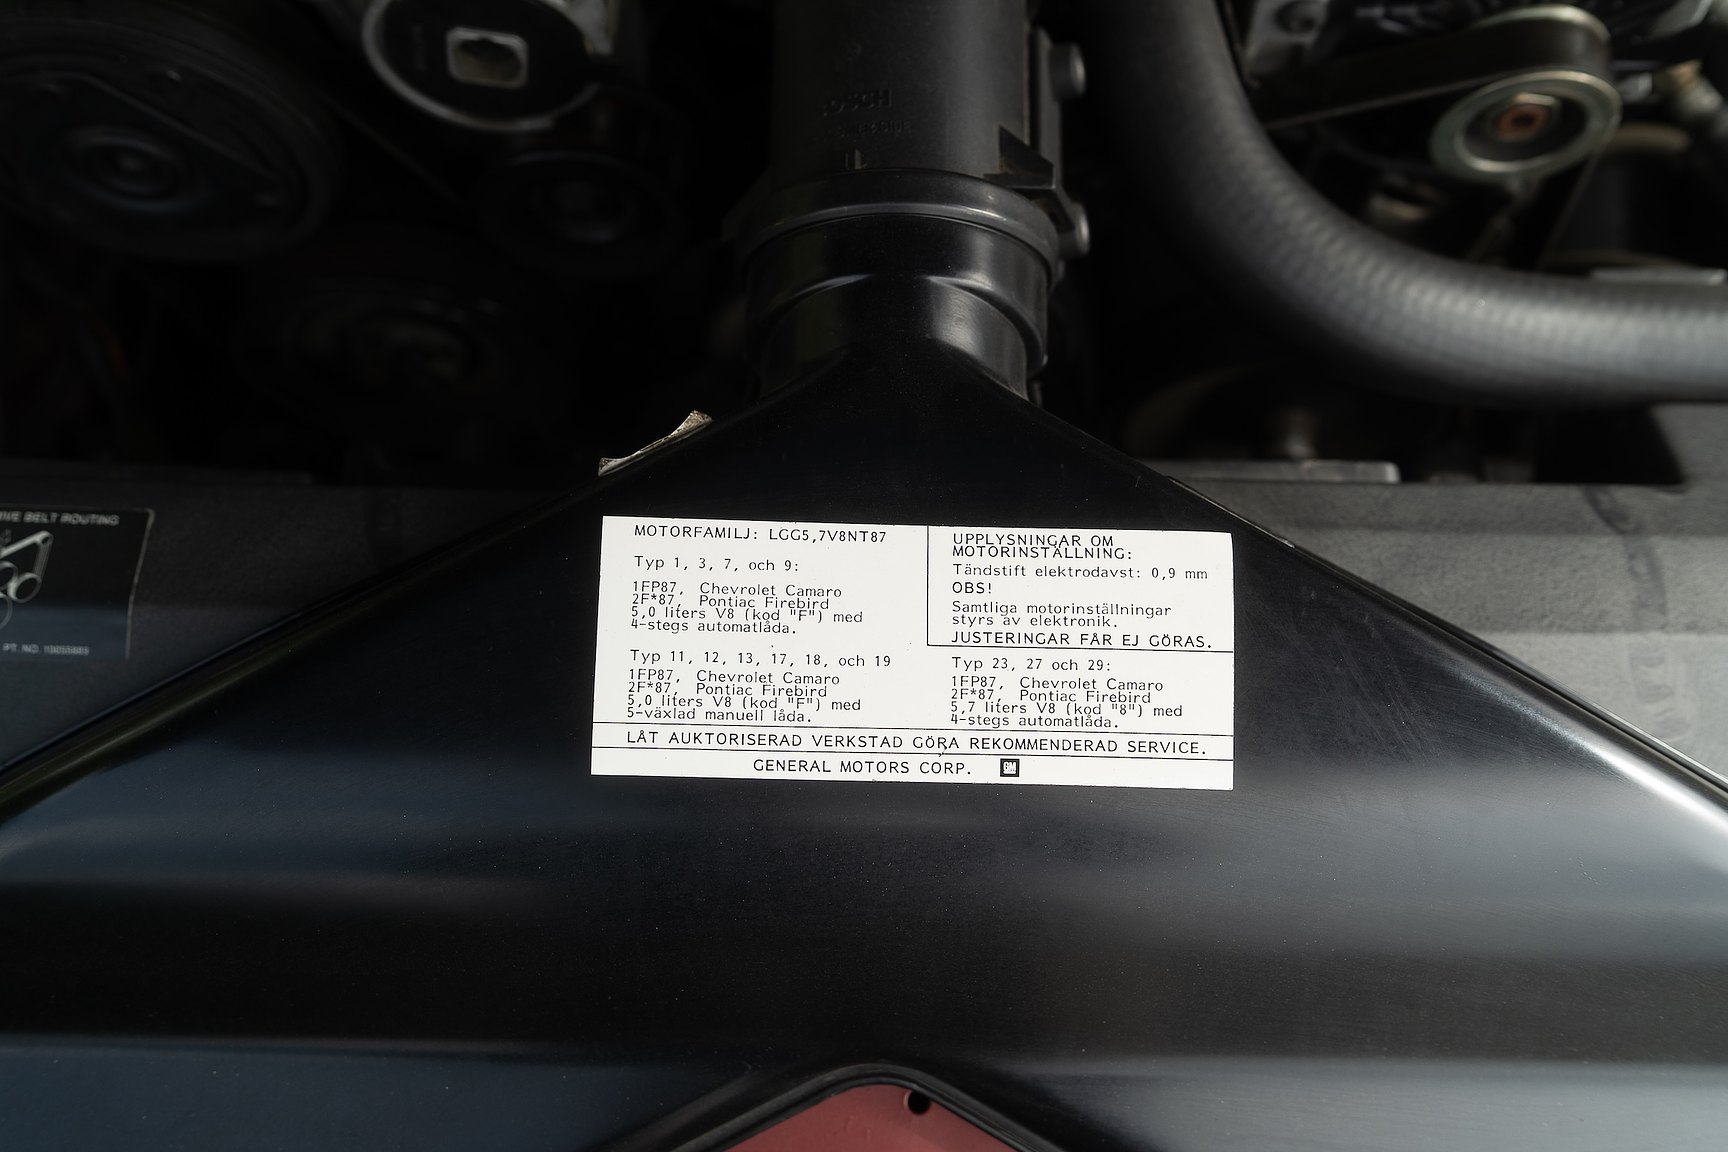 BOSCH
MOTORFAMILJ: LGG5,7V8NT87
Typ 1, 3, 7, och 9:
1FP87, Chevrolet Camaro
2F*87, Pontiac Firebird
5,0 liters V8 (kod "F") med
4-stegs automatlåda.
Typ 11, 12, 13, 17, 18, och 19
1FP87, Chevrolet Camaro
2F*87, Pontiac Firebird
5,0 liters V8 (kod "F") med
5-växlad manuell låda.
UPPLYSNINGAR OM
MOTORINSTÄLLNING:
Tändstift elektrodavst: 0,9 mm
OBS!
Samtliga motorinställningar
styrs av elektronik.
JUSTERINGAR FÅR EJ GÖRAS.
Typ 23, 27 och 29:
1FP87, Chevrolet Camaro
2F*87, Pontiac Firebird
5,7 liters V8 (kod "8") med
4-stegs automatlåda.
LÅT AUKTORISERAD VERKSTAD GÖRA REKOMMENDERAD SERVICE.
GENERAL MOTORS CORP. GM
BELT ROUTING
PT. NO.